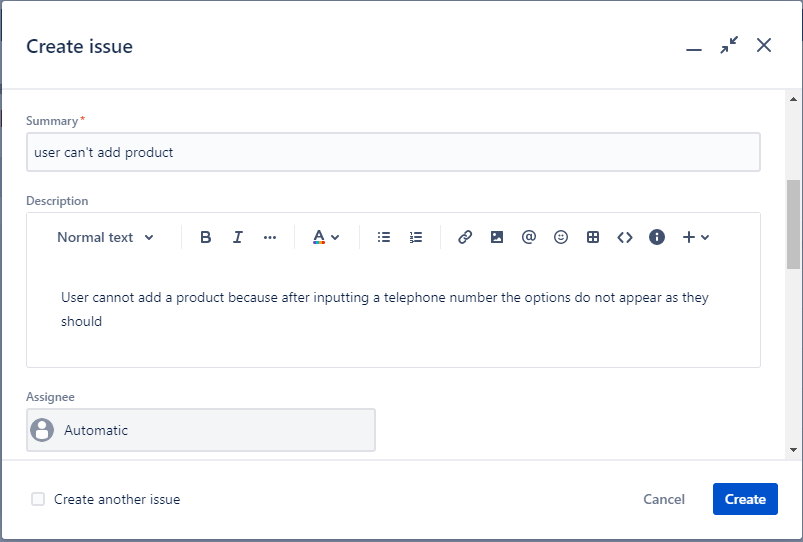 Create issue
Summary*
user can't add product
Description
Normal text B I ... A
User cannot add a product because after inputting a telephone number the options do not appear as they
should
Assignee
Automatic
Create another issue Cancel Create